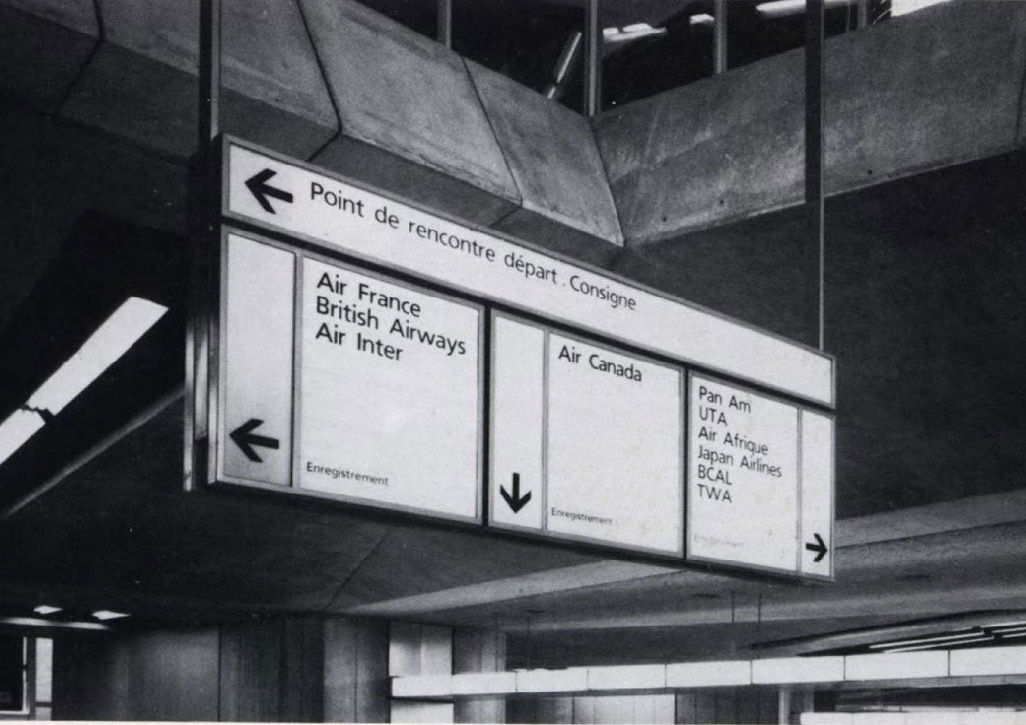 Point de rencontre départ . Consigne
Air France
British Airways
Air Inter
Enregistrement
Air Canada
Enregistrement
Pan Am
UTA
Air Afrique
Japan Airlines
BCAL
TWA
Enregistrement